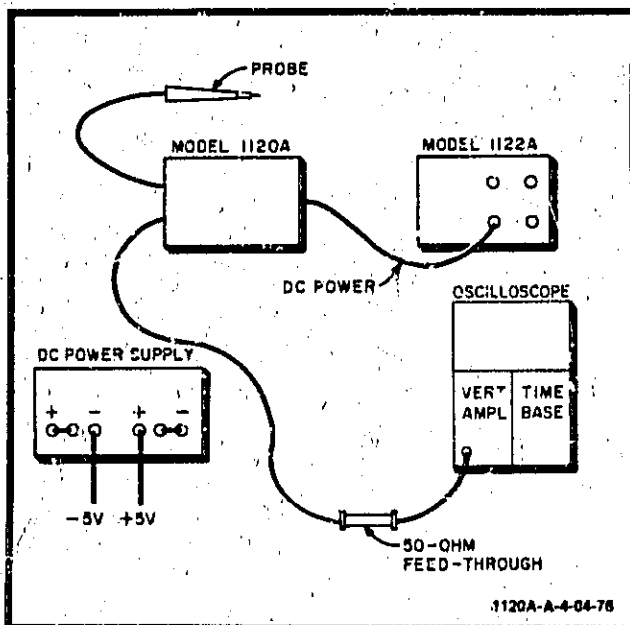 PROBE
MODEL 1120A
MODEL 1122A
DC POWER
OSCILLOSCOPE
DC POWER SUPPLY
+ - + -
VERT
AMPL
TIME
BASE
-5V +5V
50-OHM
FEED-THROUGH
1120A-A-4-04-76